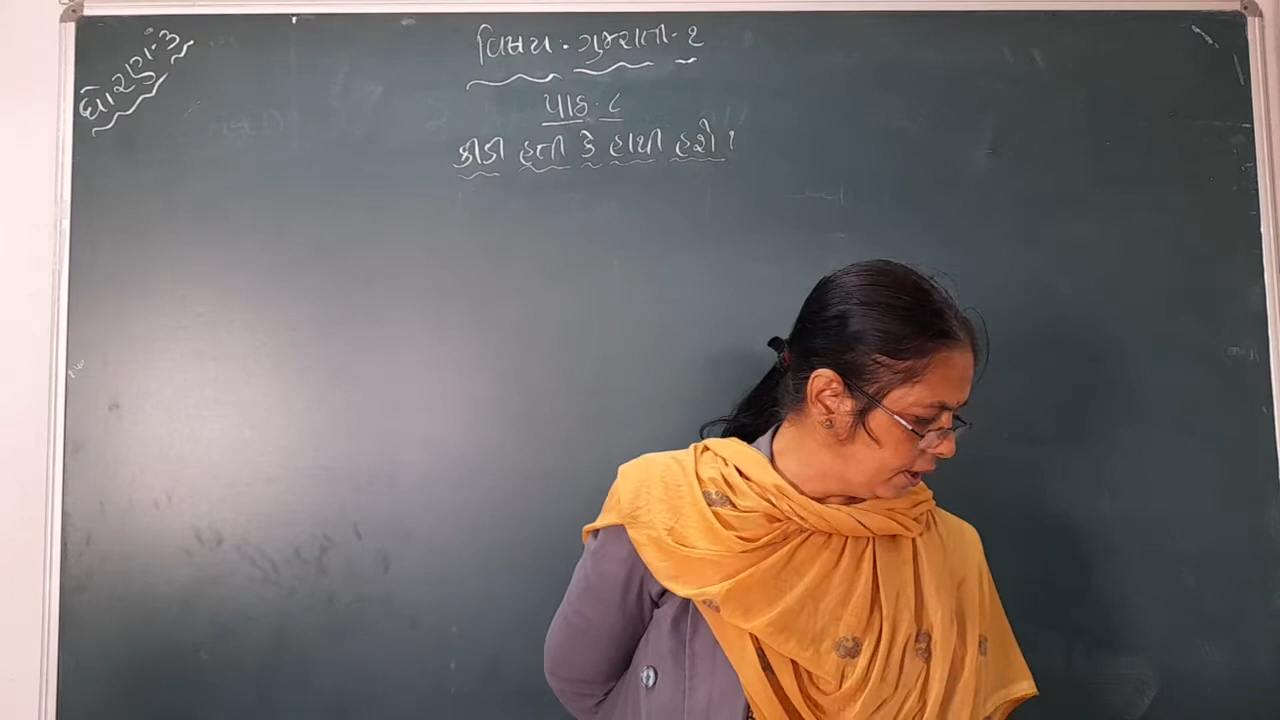 ધોરણ:-૩
વિષય - ગુજરાતી - ૨
પાઠ - ૮
કીડી હતી કે હાથી હશે ?